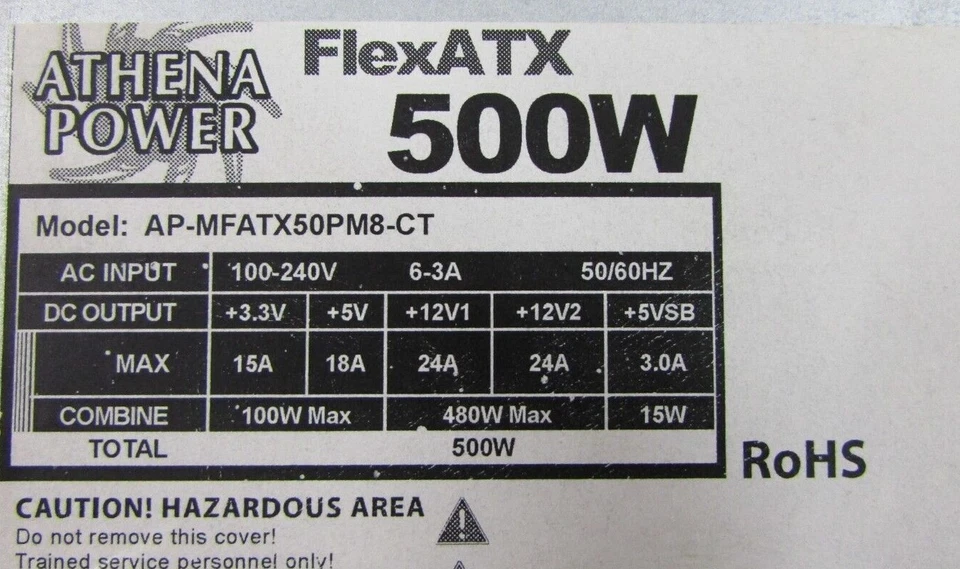 ATHENA
POWER
FlexATX
500W
Model: AP-MFATX50PM8-CT
AC INPUT 100-240V 6-3A 50/60HZ
DC OUTPUT +3.3V +5V +12V1 +12V2 +5VSB
MAX 15A 18A 24A 24A 3.0A
COMBINE 100W Max 480W Max 15W
TOTAL 500W
RoHS
CAUTION! HAZARDOUS AREA
Do not remove this cover!
Trained service personnel only!